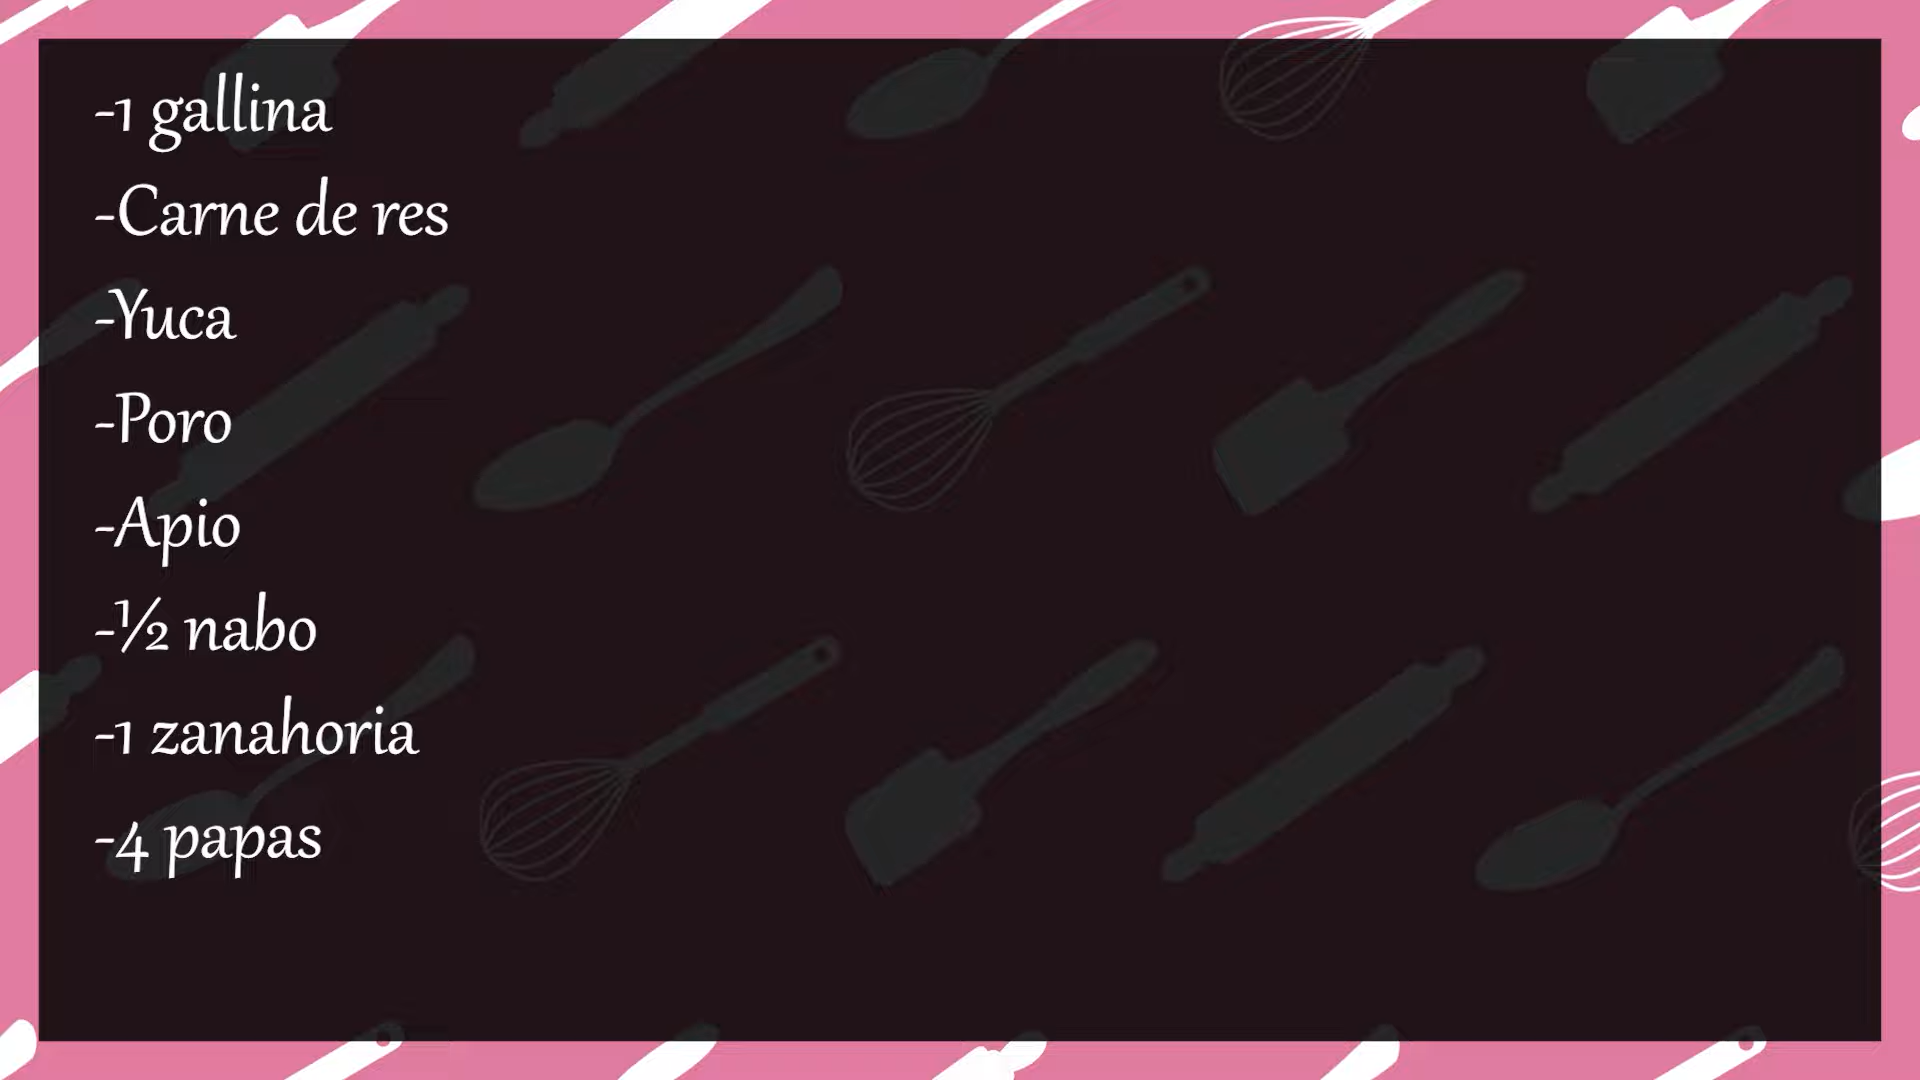 -1 gallina
-Carne de res
-Yuca
-Poro
-Apio
-½ nabo
-1 zanahoria
-4 papas